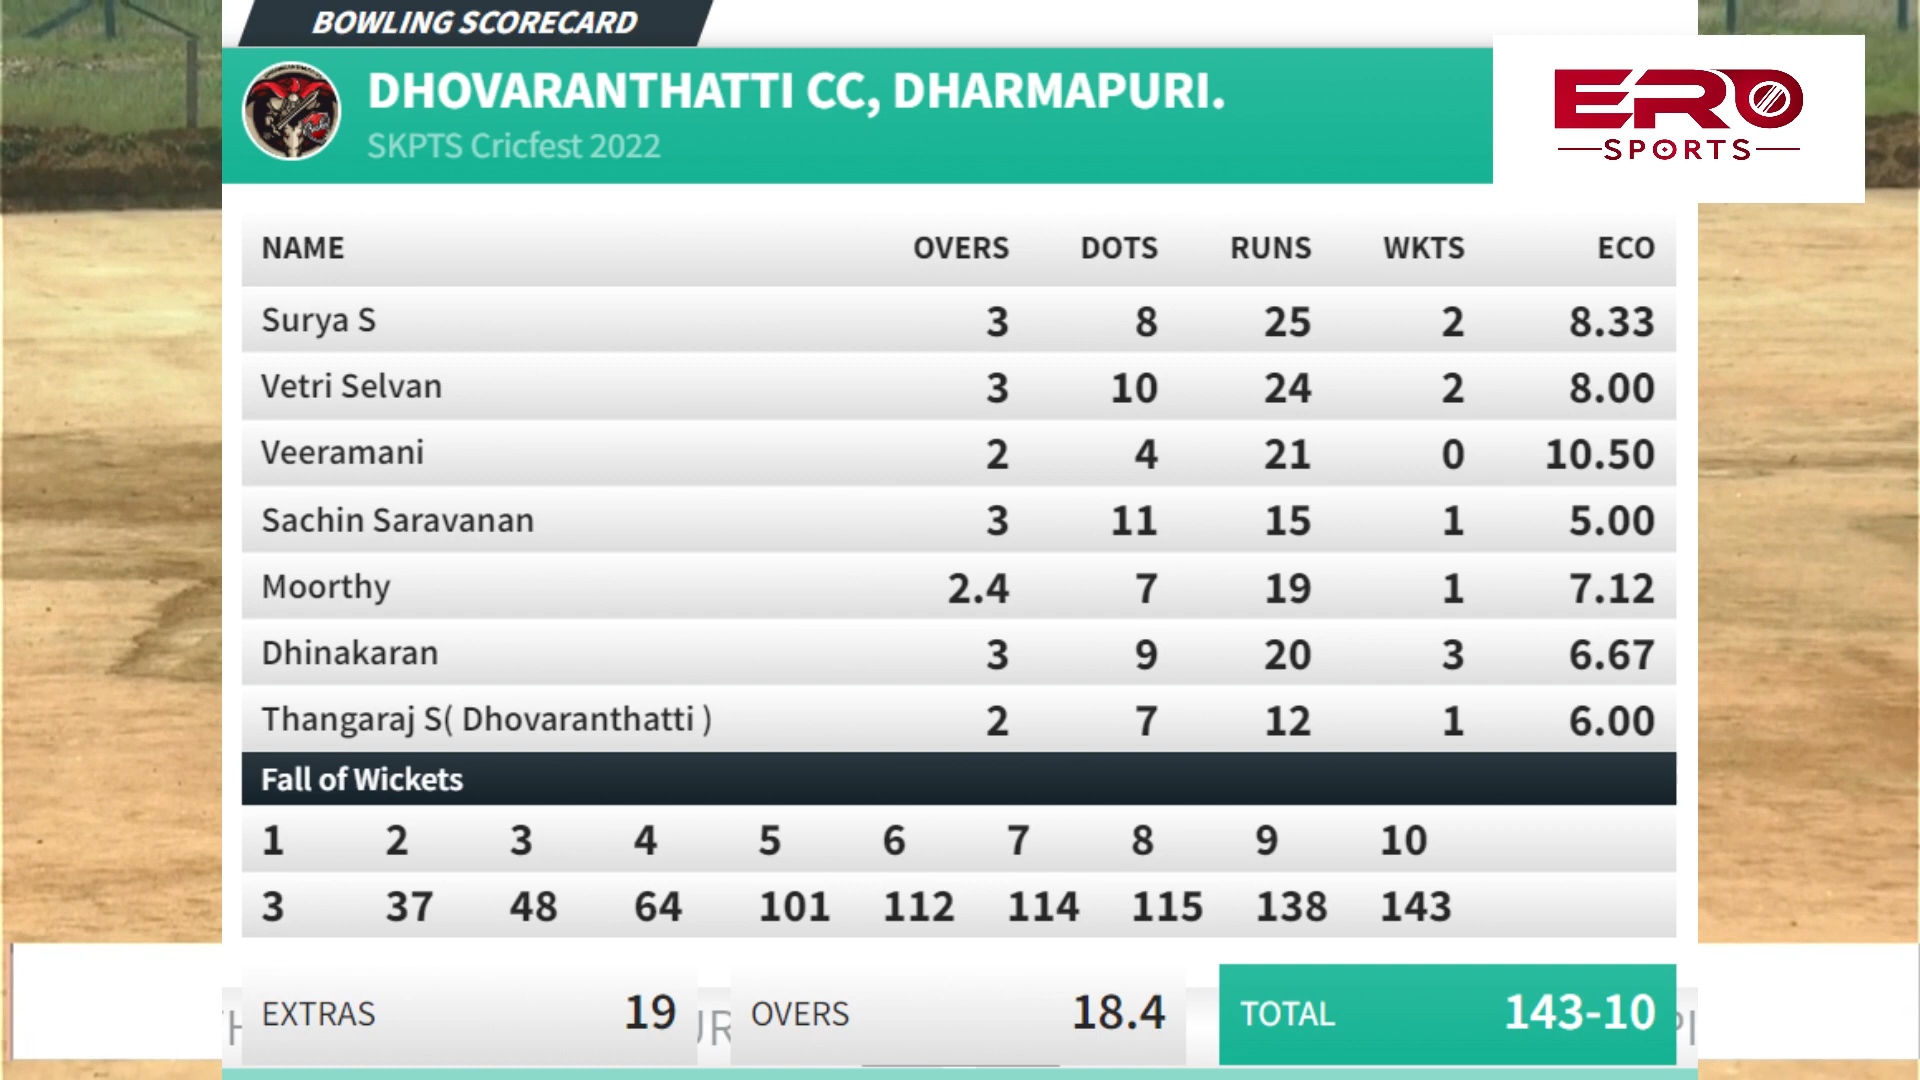 BOWLING SCORECARD
DHOVARANTHATTI CC, DHARMAPURI.
SKPTS Cricfest 2022
ERO
SPORTS
NAME OVERS DOTS RUNS WKTS ECO
Surya S 3 8 25 2 8.33
Vetri Selvan 3 10 24 2 8.00
Veeramani 2 4 21 0 10.50
Sachin Saravanan 3 11 15 1 5.00
Moorthy 2.4 7 19 1 7.12
Dhinakaran 3 9 20 3 6.67
Thangaraj S( Dhovaranthatti ) 2 7 12 1 6.00
Fall of Wickets
1 2 3 4 5 6 7 8 9 10
3 37 48 64 101 112 114 115 138 143
EXTRAS 19 OVERS 18.4 TOTAL 143-10